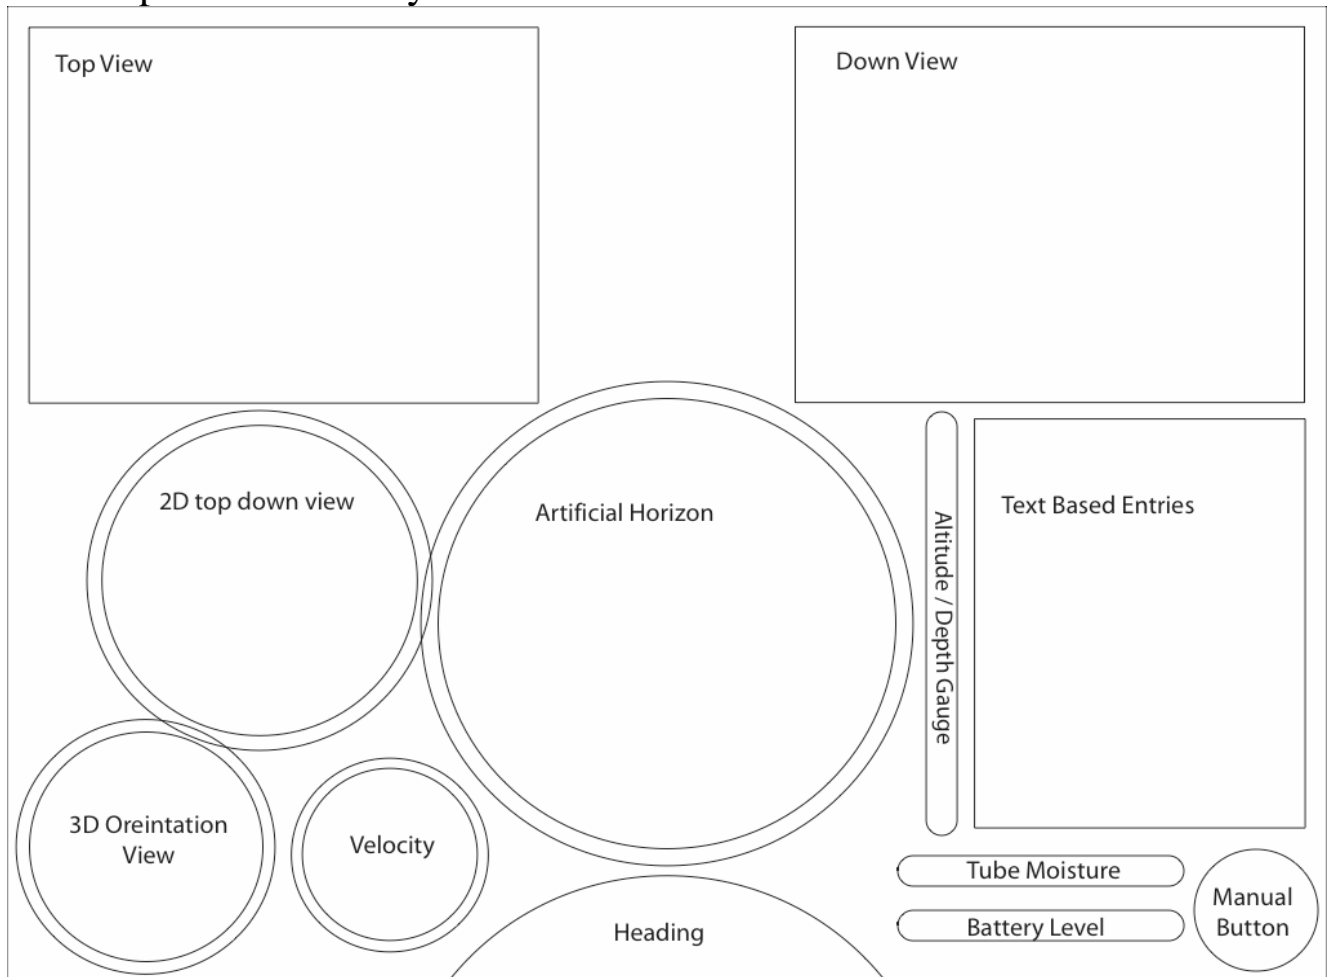 Top View
Down View
2D top down view
Artificial Horizon
Altitude / Depth Gauge
Text Based Entries
3D Oreintation
View
Velocity
Heading
Tube Moisture
Battery Level
Manual
Button